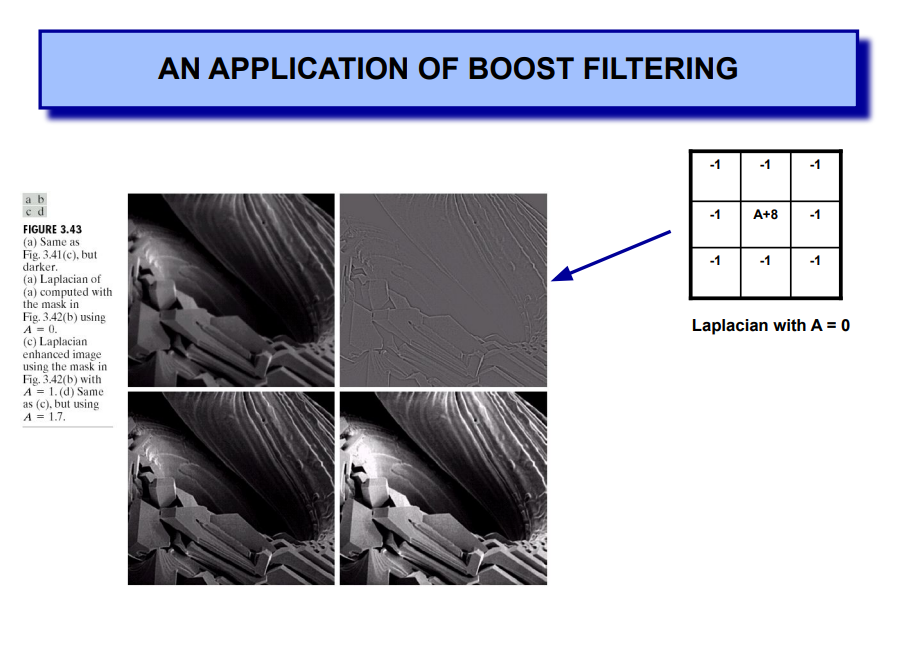 AN APPLICATION OF BOOST FILTERING
a b
c d
FIGURE 3.43
(a) Same as
Fig. 3.41(c), but
darker.
(a) Laplacian of
(a) computed with
the mask in
Fig. 3.42(b) using
A = 0.
(c) Laplacian
enhanced image
using the mask in
Fig. 3.42(b) with
A = 1. (d) Same
as (c), but using
A = 1.7.
-1 -1 -1
-1 A+8 -1
-1 -1 -1
Laplacian with A = 0